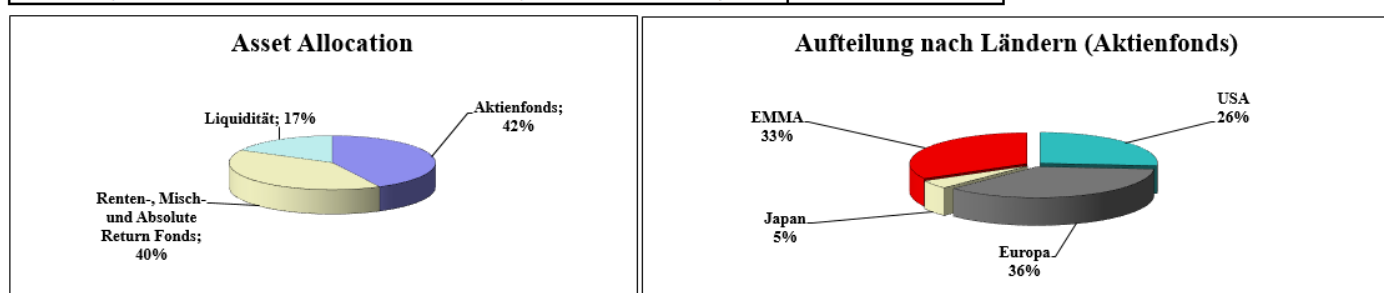 Asset Allocation
Liquidität; 17%
Aktienfonds;
42%
Renten-, Misch-
und Absolute
Return Fonds;
40%
Aufteilung nach Ländern (Aktienfonds)
USA
26%
EMMA
33%
Japan
5%
Europa
36%